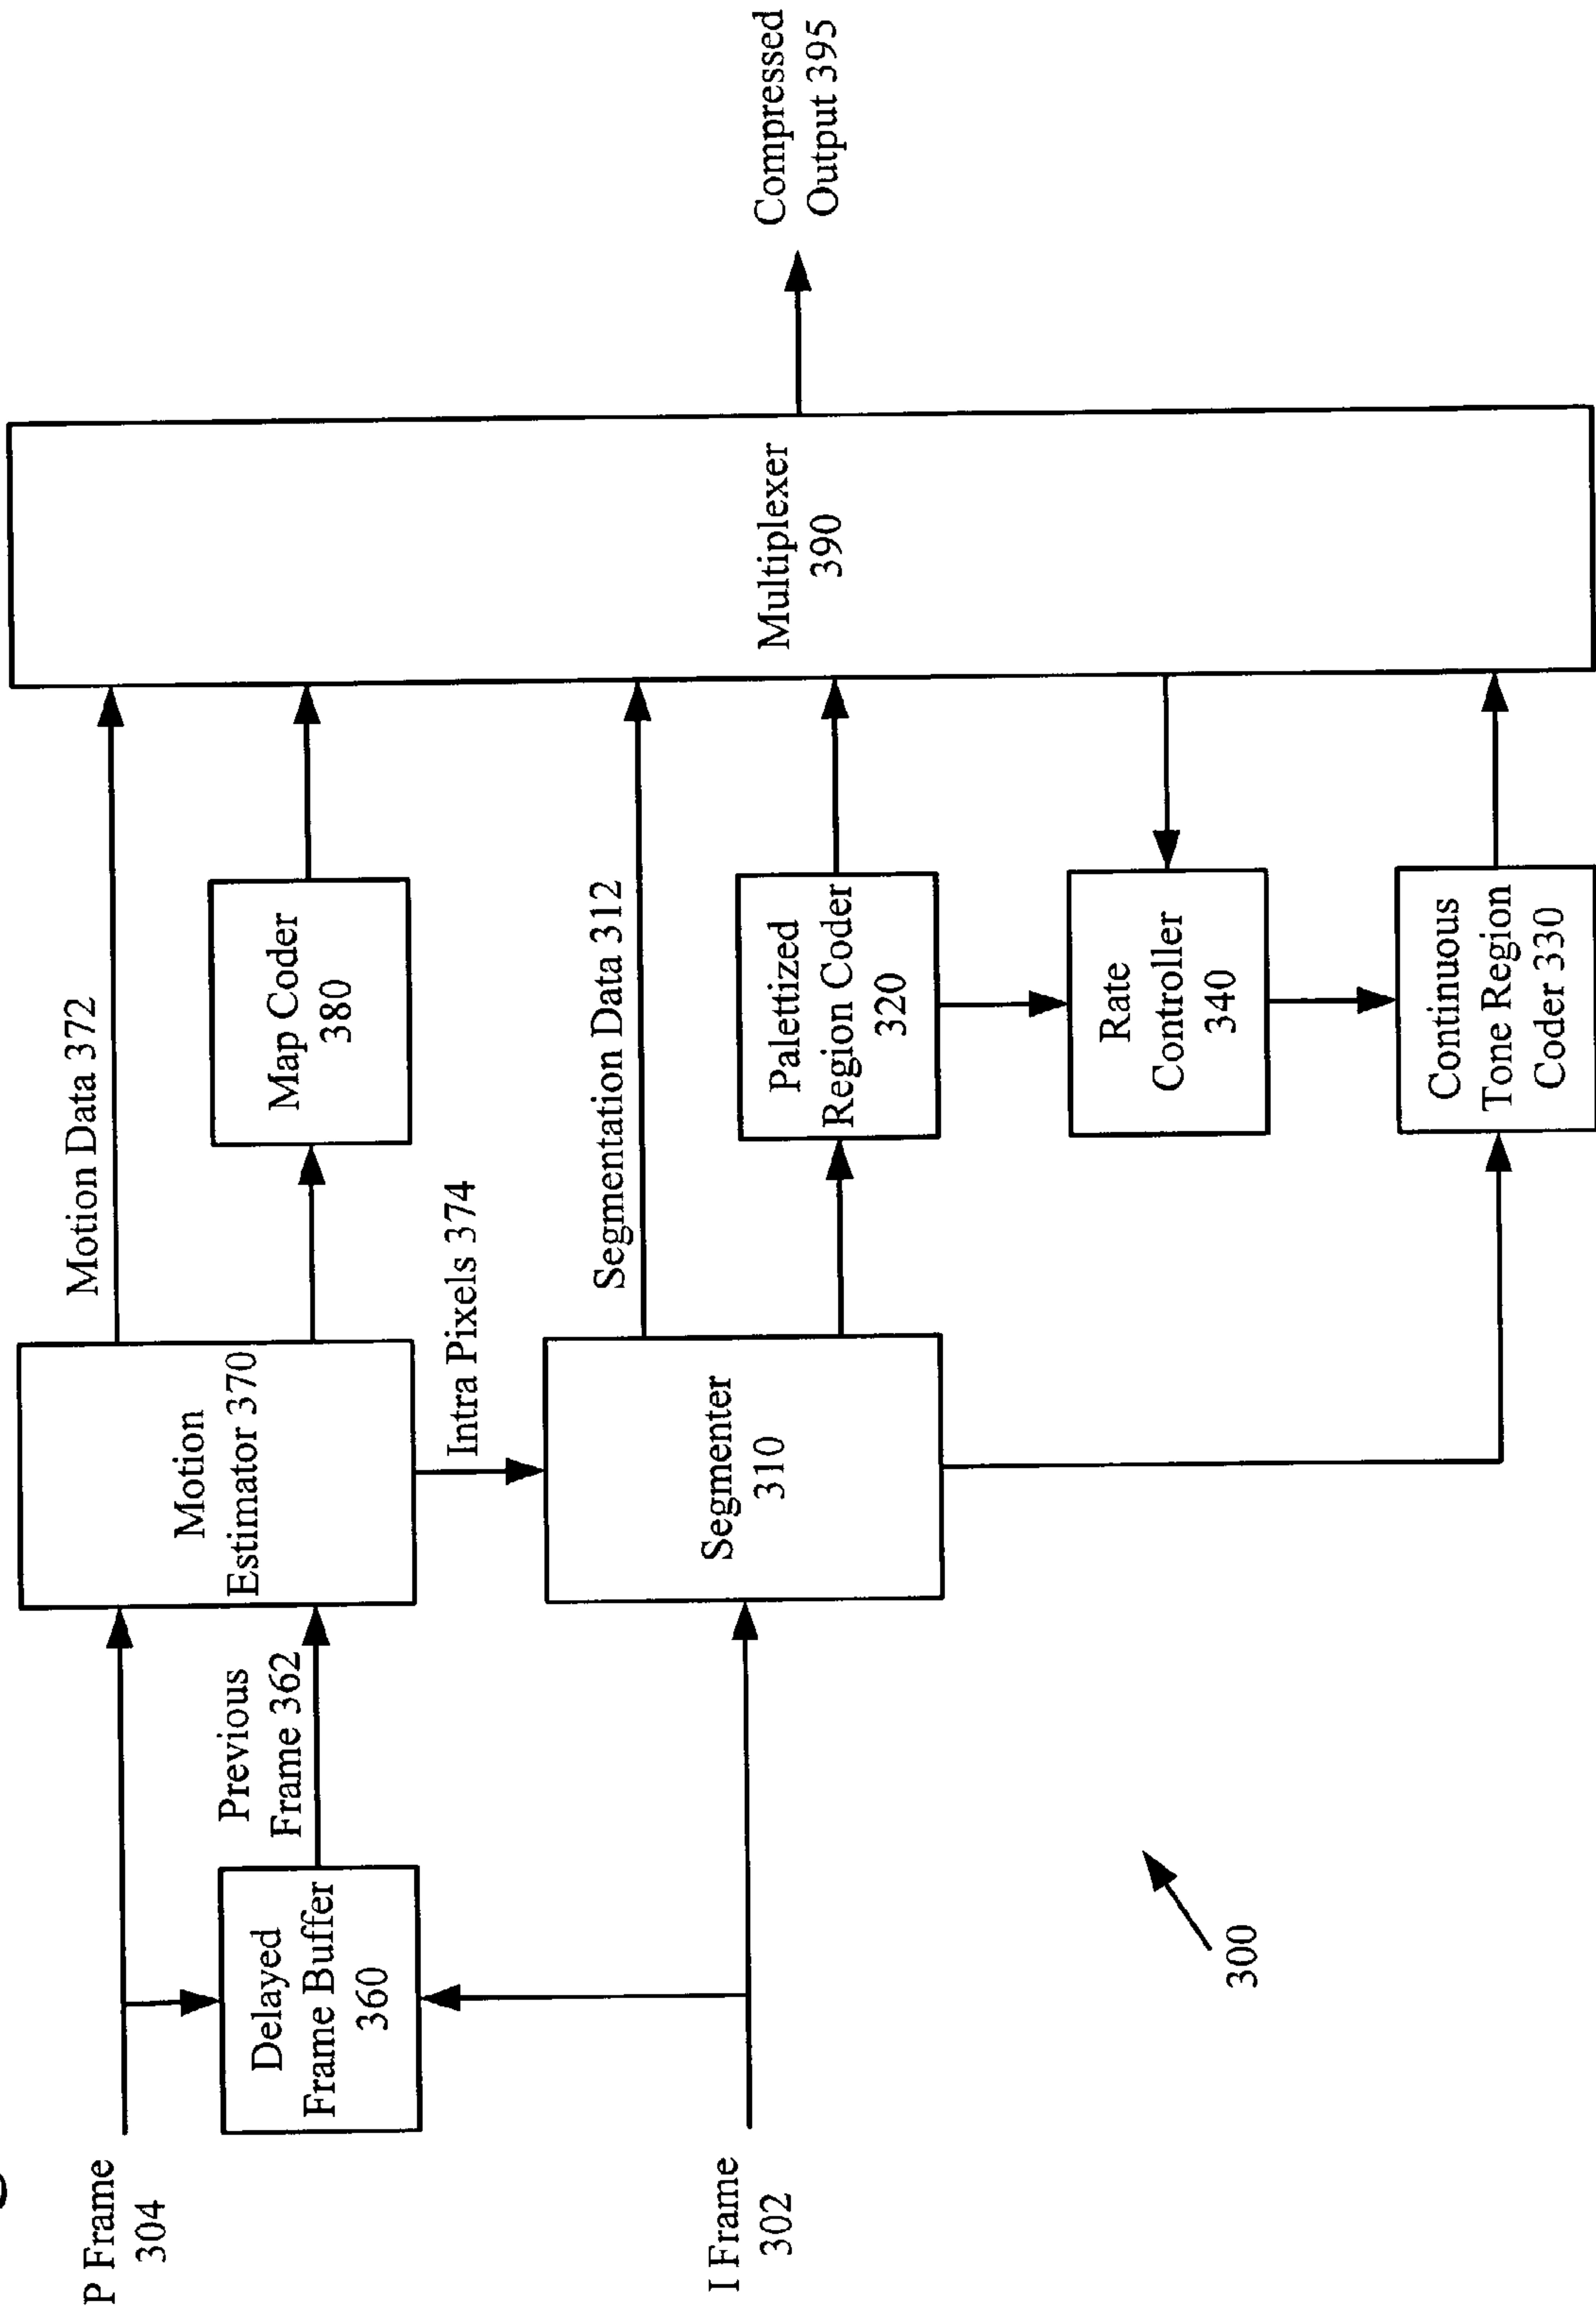 P Frame
304
I Frame
302
Delayed
Frame Buffer
360
Previous
Frame 362
Motion
Estimator 370
Intra Pixels 374
Segmenter
310
Motion Data 372
Map Coder
380
Segmentation Data 312
Palettized
Region Coder
320
Rate
Controller
340
Continuous
Tone Region
Coder 330
Multiplexer
390
Compressed
Output 395
300